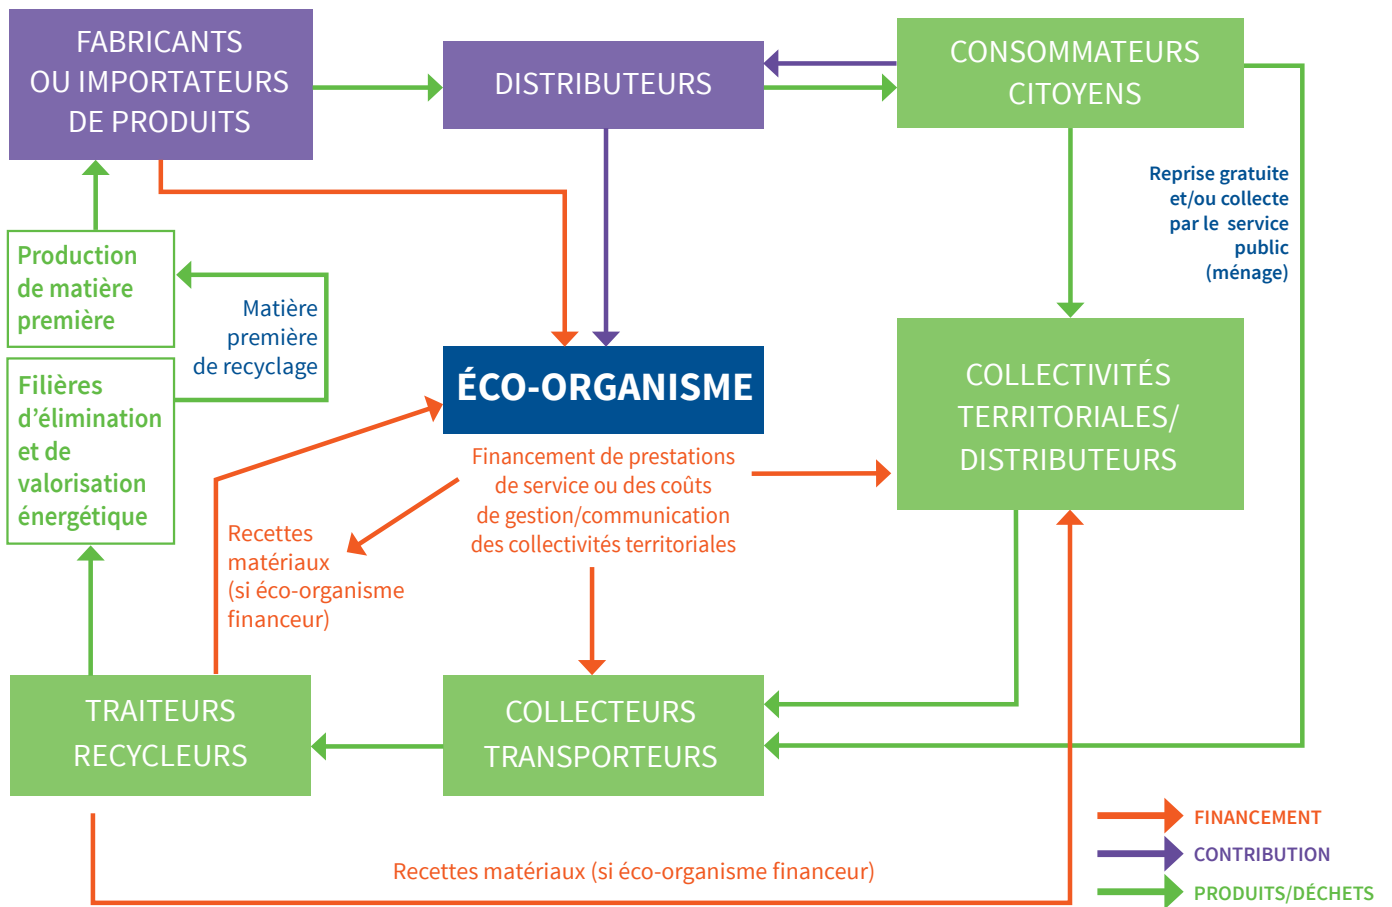 FABRICANTS
OU IMPORTATEURS
DE PRODUITS
DISTRIBUTEURS
CONSOMMATEURS
CITOYENS
Reprise gratuite
et/ou collecte
par le service
public
(ménage)
Production
de matière
première
Matière
première
de recyclage
Filières
d’élimination
et de
valorisation
énergétique
ÉCO-ORGANISME
COLLECTIVITÉS
TERRITORIALES/
DISTRIBUTEURS
Financement de prestations
de service ou des coûts
de gestion/communication
des collectivités territoriales
Recettes
matériaux
(si éco-organisme
financeur)
TRAITEURS
RECYCLEURS
COLLECTEURS
TRANSPORTEURS
Recettes matériaux (si éco-organisme financeur)
FINANCEMENT
CONTRIBUTION
PRODUITS/DÉCHETS